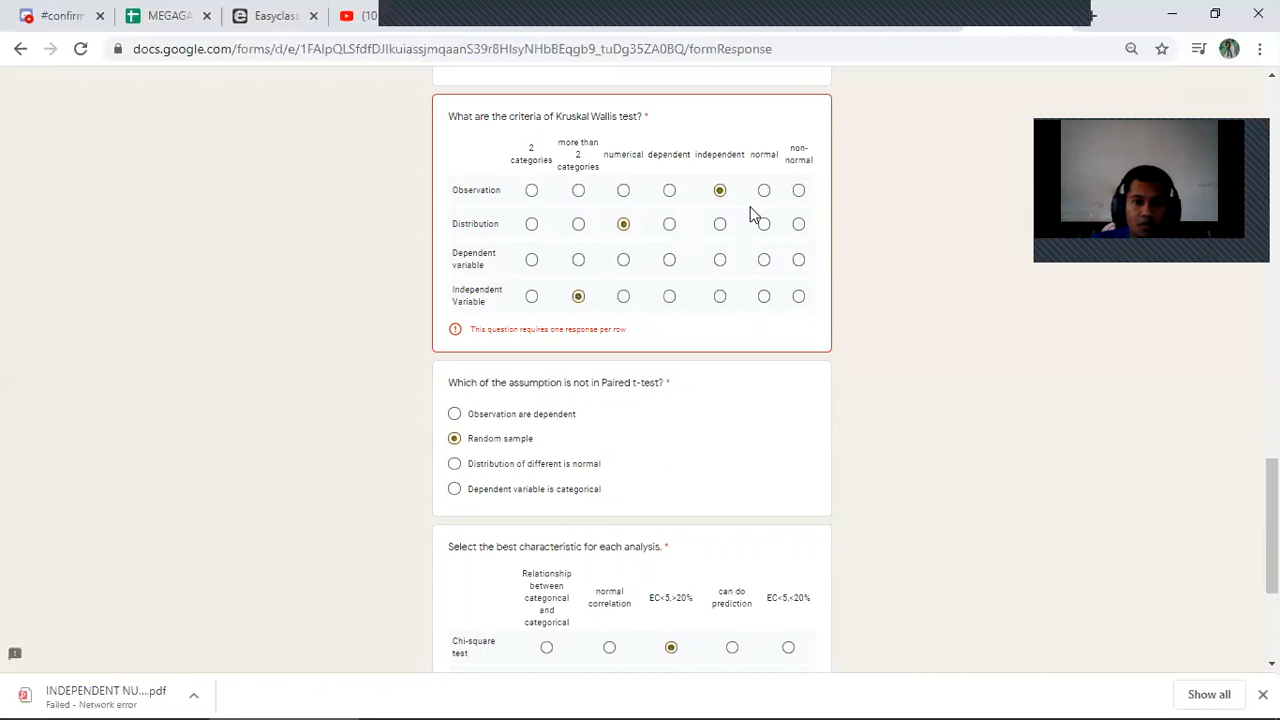 #confirm
MEGAGA
Easyclass
(10
docs.google.com/forms/d/e/1FAIpQLSfdfDJIkuiassjmqaanS39r8HIsyNHbBEqgb9_tuDg35ZA0BQ/formResponse
What are the criteria of Kruskal Wallis test? *
2 categories
more than 2 categories
numerical
dependent
independent
normal
non-normal
Observation
Distribution
Dependent variable
Independent Variable
This question requires one response per row
Which of the assumption is not in Paired t-test? *
Observation are dependent
Random sample
Distribution of different is normal
Dependent variable is categorical
Select the best characteristic for each analysis. *
Relationship between categorical and categorical
normal correlation
EC<5,>20%
can do prediction
EC<5,<20%
Chi-square test
INDEPENDENT NU....pdf
Failed - Network error
Show all